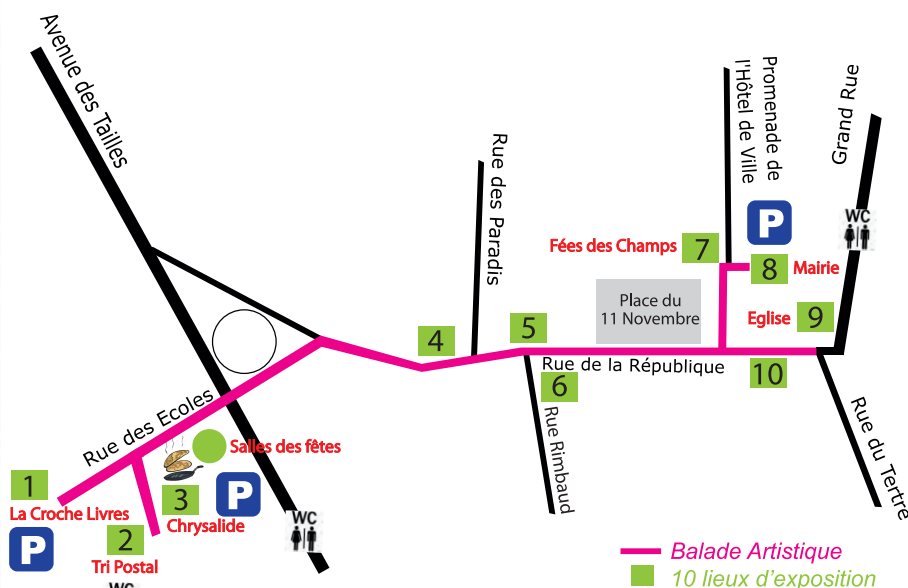 Avenue des Tailles
Rue des Paradis
Promenade de
l'Hôtel de Ville
Grand Rue
P
WC
Fées des Champs
7
8
Mairie
Place du
11 Novembre
Eglise
9
4
5
Rue de la République
10
6
Rue Rimbaud
Rue du Tertre
Rue des Ecoles
Salles des fêtes
1
La Croche Livres
P
3
Chrysalide
P
WC
2
Tri Postal
WC
Balade Artistique
10 lieux d'exposition